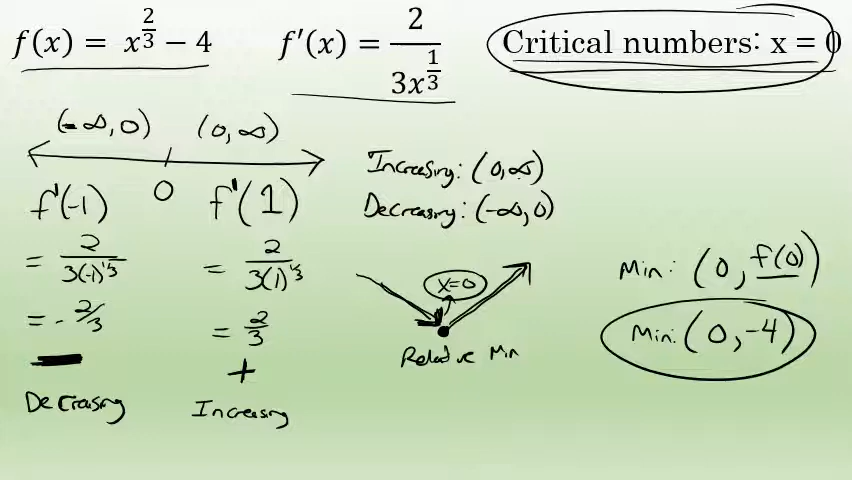 f(x) = x^(2/3) − 4
f′(x) = 2/(3x^(1/3))
Critical numbers: x = 0
(-∞,0) (0,∞)
0
f'(-1)
= 2/(3(-1)^(1/3))
= -2/3
−
Decreasing
f'(1)
= 2/(3(1)^(1/3))
= 2/3
+
Increasing
Increasing: (0,∞)
Decreasing: (-∞,0)
x=0
Relative Min
Min: (0, f(0))
Min: (0,-4)